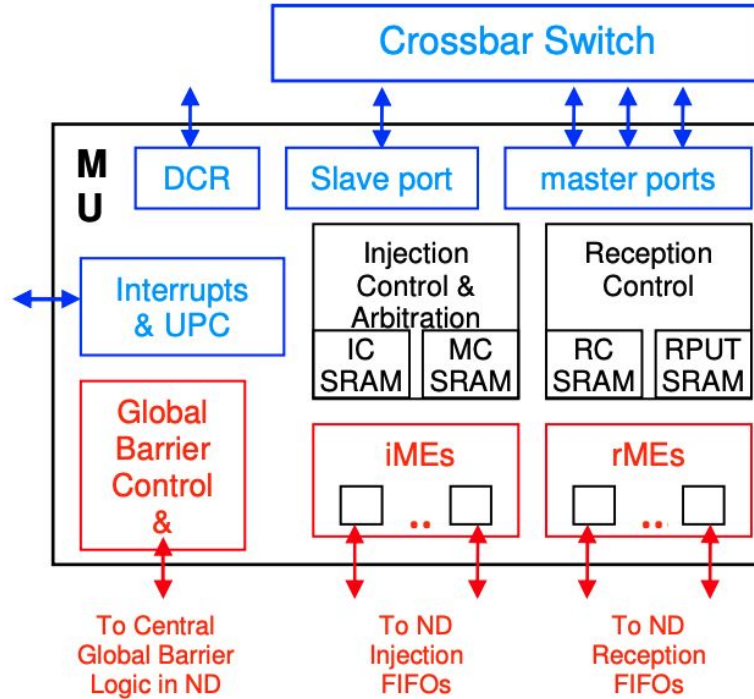 Crossbar Switch
M
U
DCR
Slave port
master ports
Interrupts
& UPC
Injection
Control &
Arbitration
IC
SRAM
MC
SRAM
Reception
Control
RC
SRAM
RPUT
SRAM
Global
Barrier
Control
&
iMEs
..
rMEs
..
To Central
Global Barrier
Logic in ND
To ND
Injection
FIFOs
To ND
Reception
FIFOs